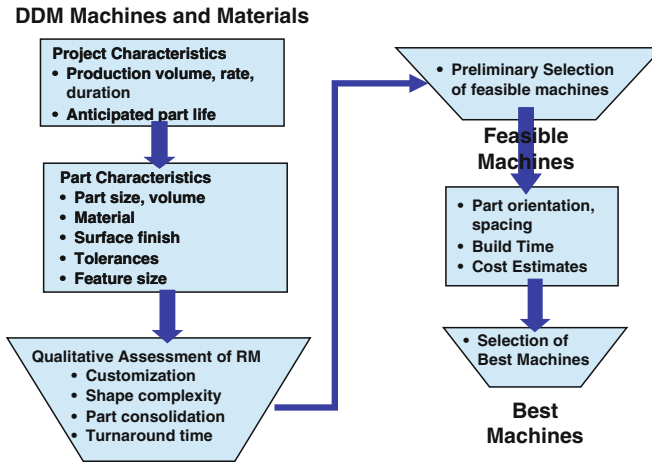 DDM Machines and Materials
Project Characteristics
• Production volume, rate,
duration
• Anticipated part life
Part Characteristics
• Part size, volume
• Material
• Surface finish
• Tolerances
• Feature size
Qualitative Assessment of RM
• Customization
• Shape complexity
• Part consolidation
• Turnaround time
• Preliminary Selection
of feasible machines
Feasible
Machines
• Part orientation,
spacing
• Build Time
• Cost Estimates
• Selection of
Best Machines
Best
Machines